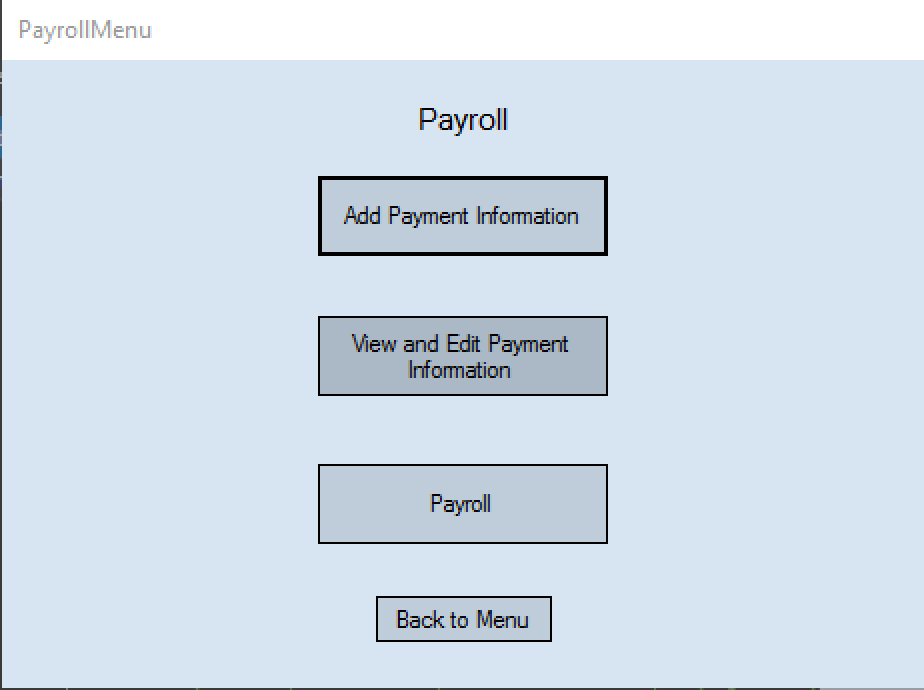 PayrollMenu
Payroll
Add Payment Information
View and Edit Payment
Information
Payroll
Back to Menu